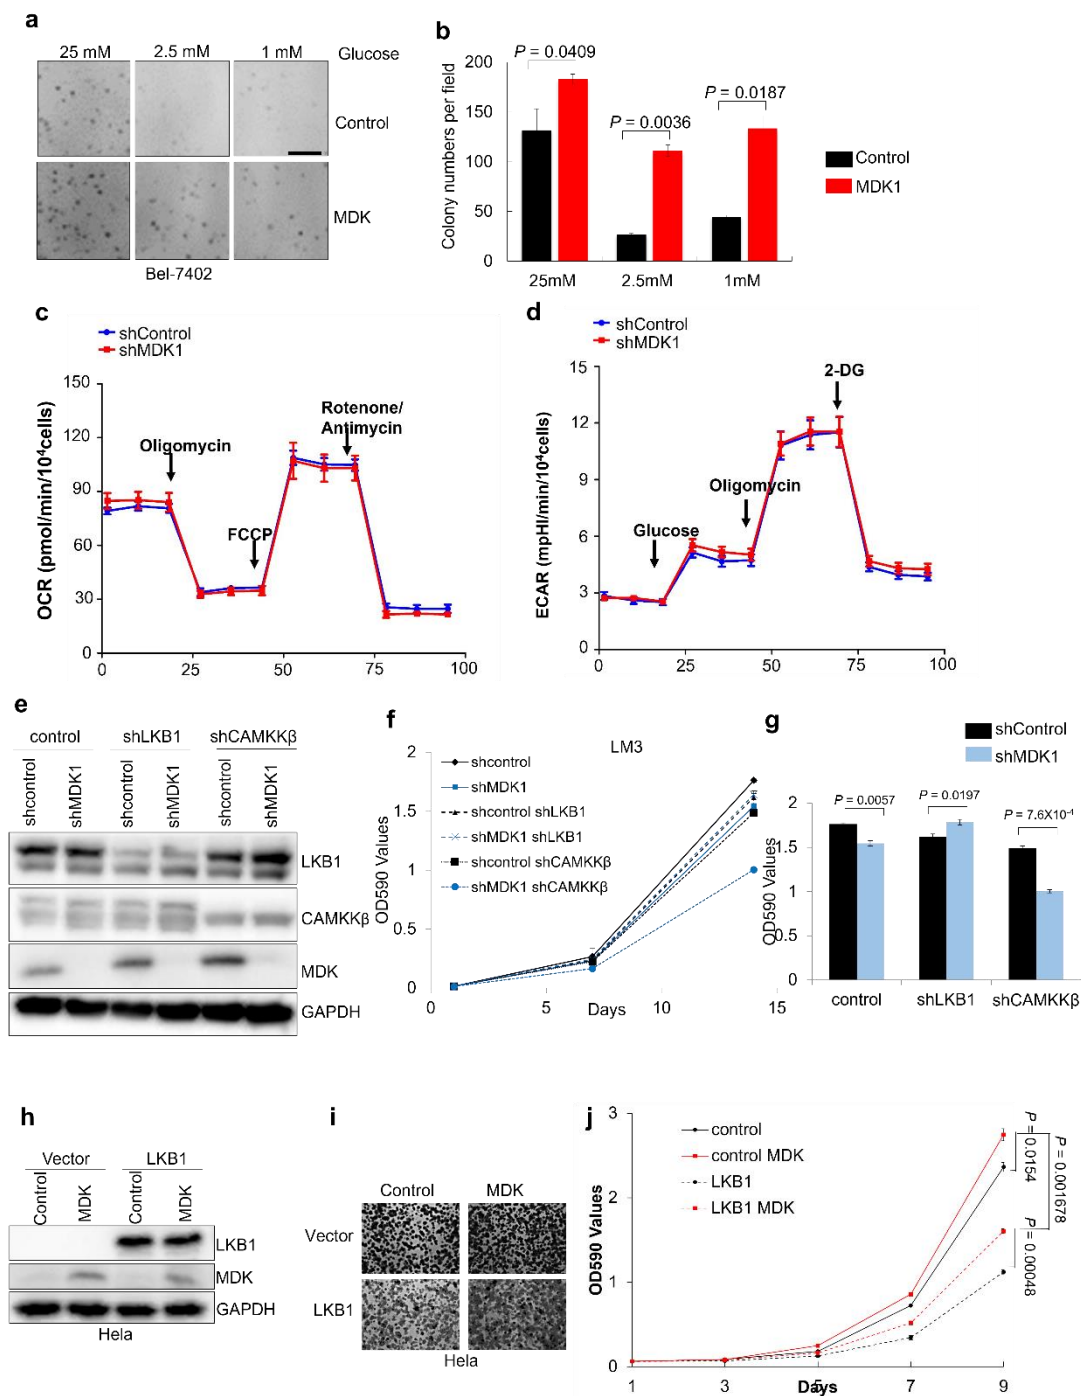 a
25 mM 2.5 mM 1 mM Glucose
Control
MDK
Bel-7402
b
P = 0.0409
P = 0.0036
P = 0.0187
Colony numbers per field
200
150
100
50
0
25mM 2.5mM 1mM
Control
MDK1
c
shControl
shMDK1
OCR (pmol/min/10⁴cells)
150
120
90
60
30
0
Oligomycin
FCCP
Rotenone/
Antimycin
0 25 50 75 100
d
shControl
shMDK1
ECAR (mpHl/min/10⁴cells)
15
12
9
6
3
0
Glucose
Oligomycin
2-DG
0 25 50 75 100
e
control shLKB1 shCAMKKβ
shcontrol shMDK1 shcontrol shMDK1 shcontrol shMDK1
LKB1
CAMKKβ
MDK
GAPDH
f
LM3
OD590 Values
2
1.5
1
0.5
0
shcontrol
shMDK1
shcontrol shLKB1
shMDK1 shLKB1
shcontrol shCAMKKβ
shMDK1 shCAMKKβ
0 5 10 15
Days
g
shControl
shMDK1
OD590 Values
2
1.5
1
0.5
0
P = 0.0057
P = 0.0197
P = 7.6X10⁻⁴
control shLKB1 shCAMKKβ
h
Vector LKB1
Control MDK Control MDK
LKB1
MDK
GAPDH
Hela
i
Control MDK
Vector
LKB1
Hela
j
OD590 Values
3
2
1
0
control
control MDK
LKB1
LKB1 MDK
P = 0.0154
P = 0.001678
P = 0.00048
1 3 5 7 9
Days